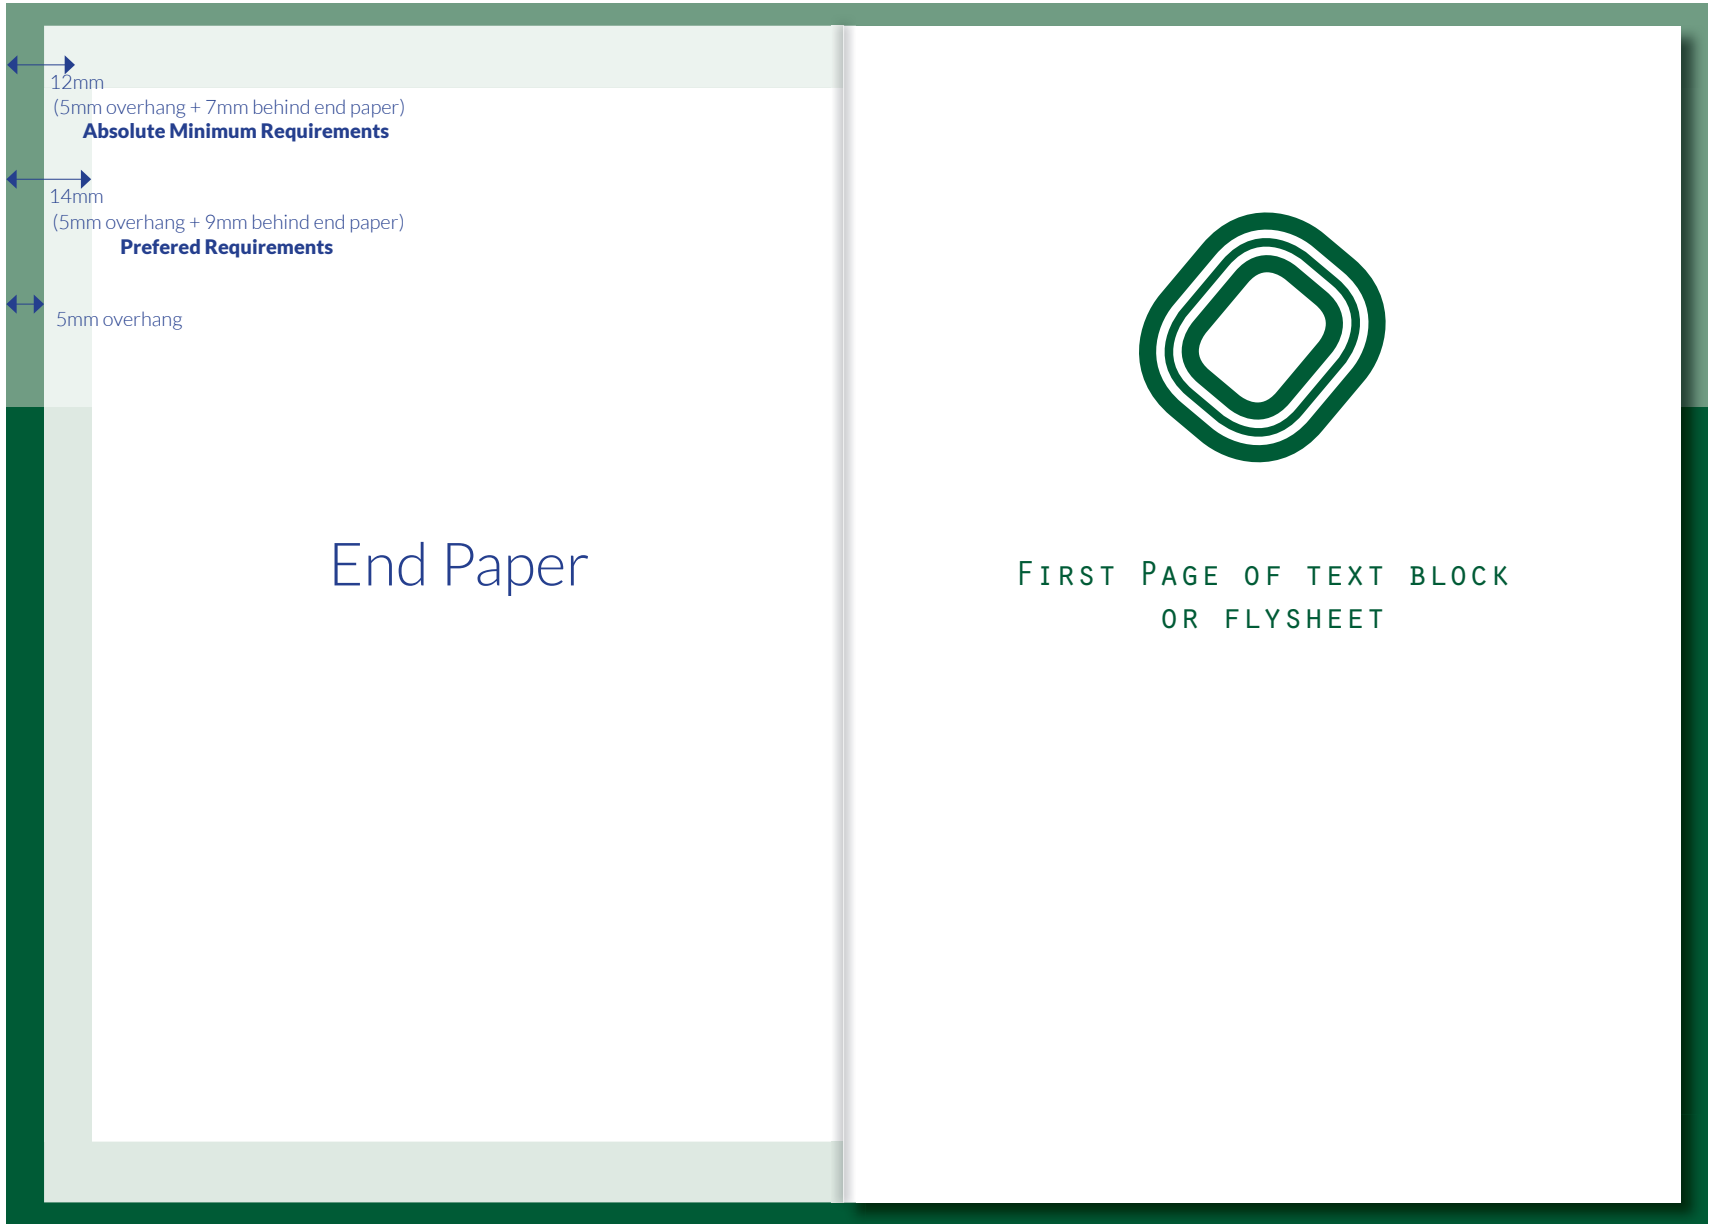 12mm
(5mm overhang + 7mm behind end paper)
Absolute Minimum Requirements
14mm
(5mm overhang + 9mm behind end paper)
Prefered Requirements
5mm overhang
End Paper
First Page of text block
or flysheet